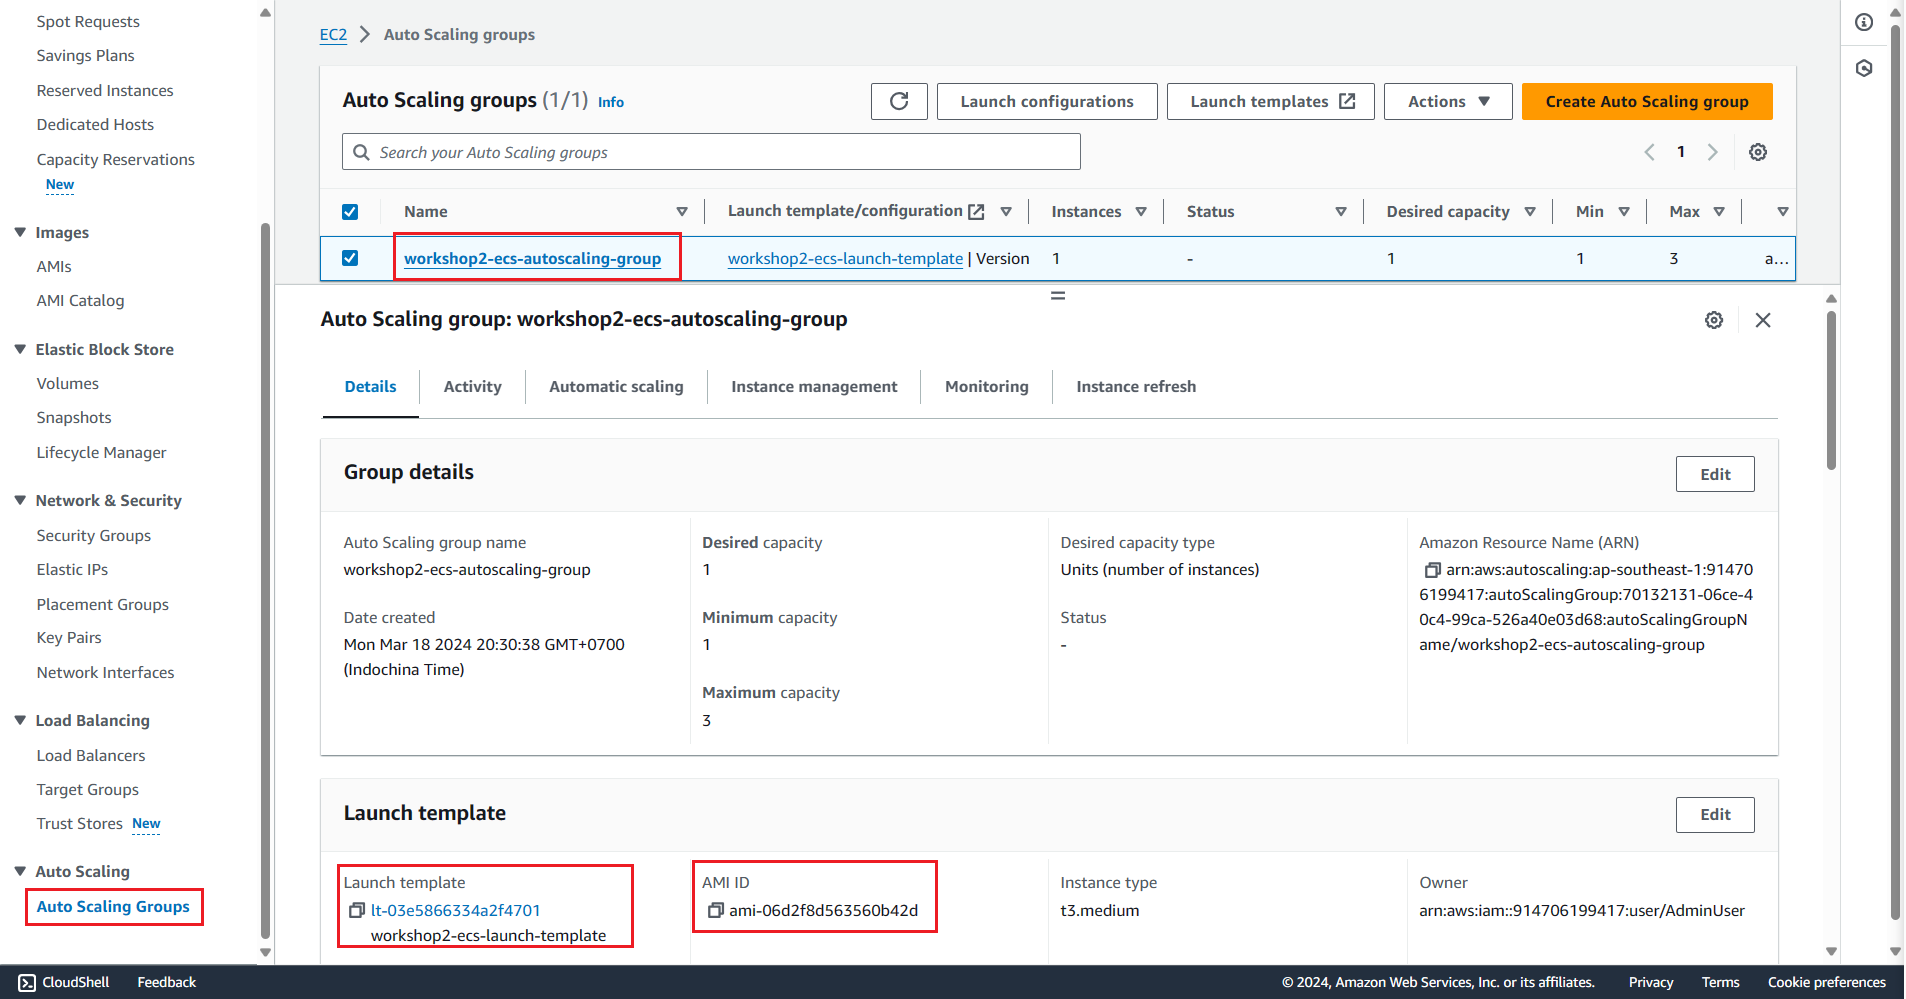 Spot Requests
Savings Plans
Reserved Instances
Dedicated Hosts
Capacity Reservations
New
Images
AMIs
AMI Catalog
Elastic Block Store
Volumes
Snapshots
Lifecycle Manager
Network & Security
Security Groups
Elastic IPs
Placement Groups
Key Pairs
Network Interfaces
Load Balancing
Load Balancers
Target Groups
Trust Stores New
Auto Scaling
Auto Scaling Groups
EC2 Auto Scaling groups
Auto Scaling groups (1/1) Info
Launch configurations
Launch templates
Actions
Create Auto Scaling group
Search your Auto Scaling groups
1
Name Launch template/configuration Instances Status Desired capacity Min Max
workshop2-ecs-autoscaling-group workshop2-ecs-launch-template | Version 1 - 1 1 3 a...
Auto Scaling group: workshop2-ecs-autoscaling-group
Details Activity Automatic scaling Instance management Monitoring Instance refresh
Group details
Edit
Auto Scaling group name
workshop2-ecs-autoscaling-group
Date created
Mon Mar 18 2024 20:30:38 GMT+0700
(Indochina Time)
Desired capacity
1
Minimum capacity
1
Maximum capacity
3
Desired capacity type
Units (number of instances)
Status
-
Amazon Resource Name (ARN)
arn:aws:autoscaling:ap-southeast-1:91470
6199417:autoScalingGroup:70132131-06ce-4
0c4-99ca-526a40e03d68:autoScalingGroupN
ame/workshop2-ecs-autoscaling-group
Launch template
Edit
Launch template
lt-03e5866334a2f4701
workshop2-ecs-launch-template
AMI ID
ami-06d2f8d563560b42d
Instance type
t3.medium
Owner
arn:aws:iam::914706199417:user/AdminUser
CloudShell Feedback © 2024, Amazon Web Services, Inc. or its affiliates. Privacy Terms Cookie preferences